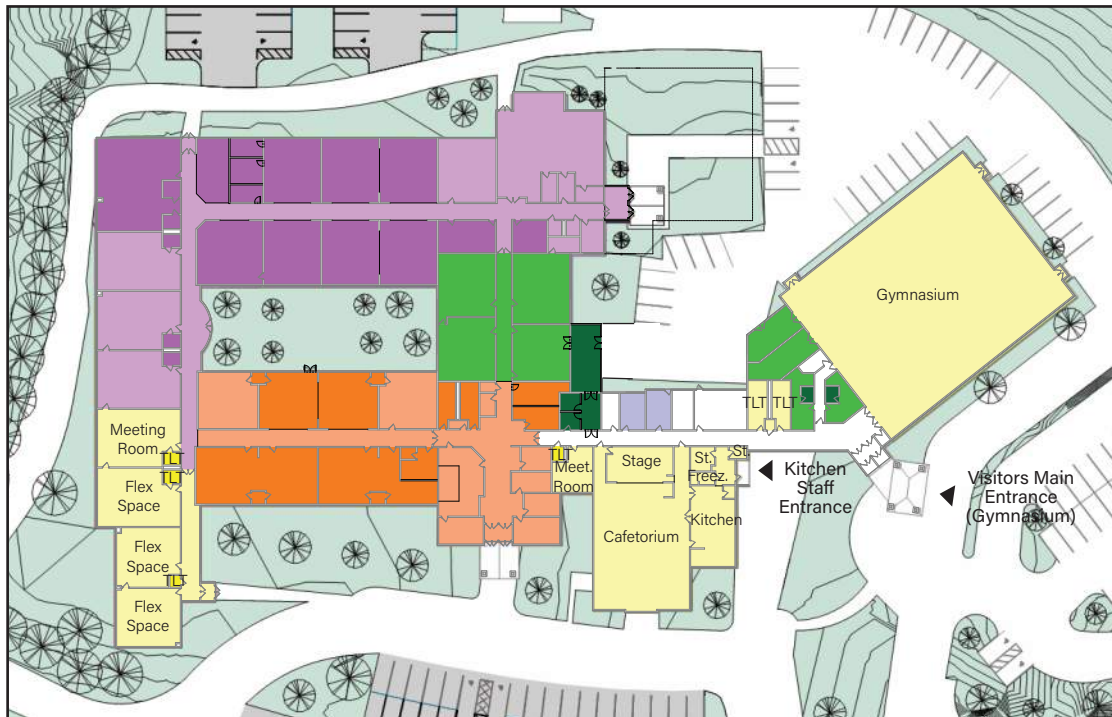 Gymnasium
TLT
TLT
Meeting
Room
TLT
TLT
Flex
Space
Flex
Space
TLT
Flex
Space
TLT
Meet.
Room
Stage
St.
Freez.
St.
Kitchen
Cafetorium
Kitchen
Staff
Entrance
Visitors Main
Entrance
(Gymnasium)